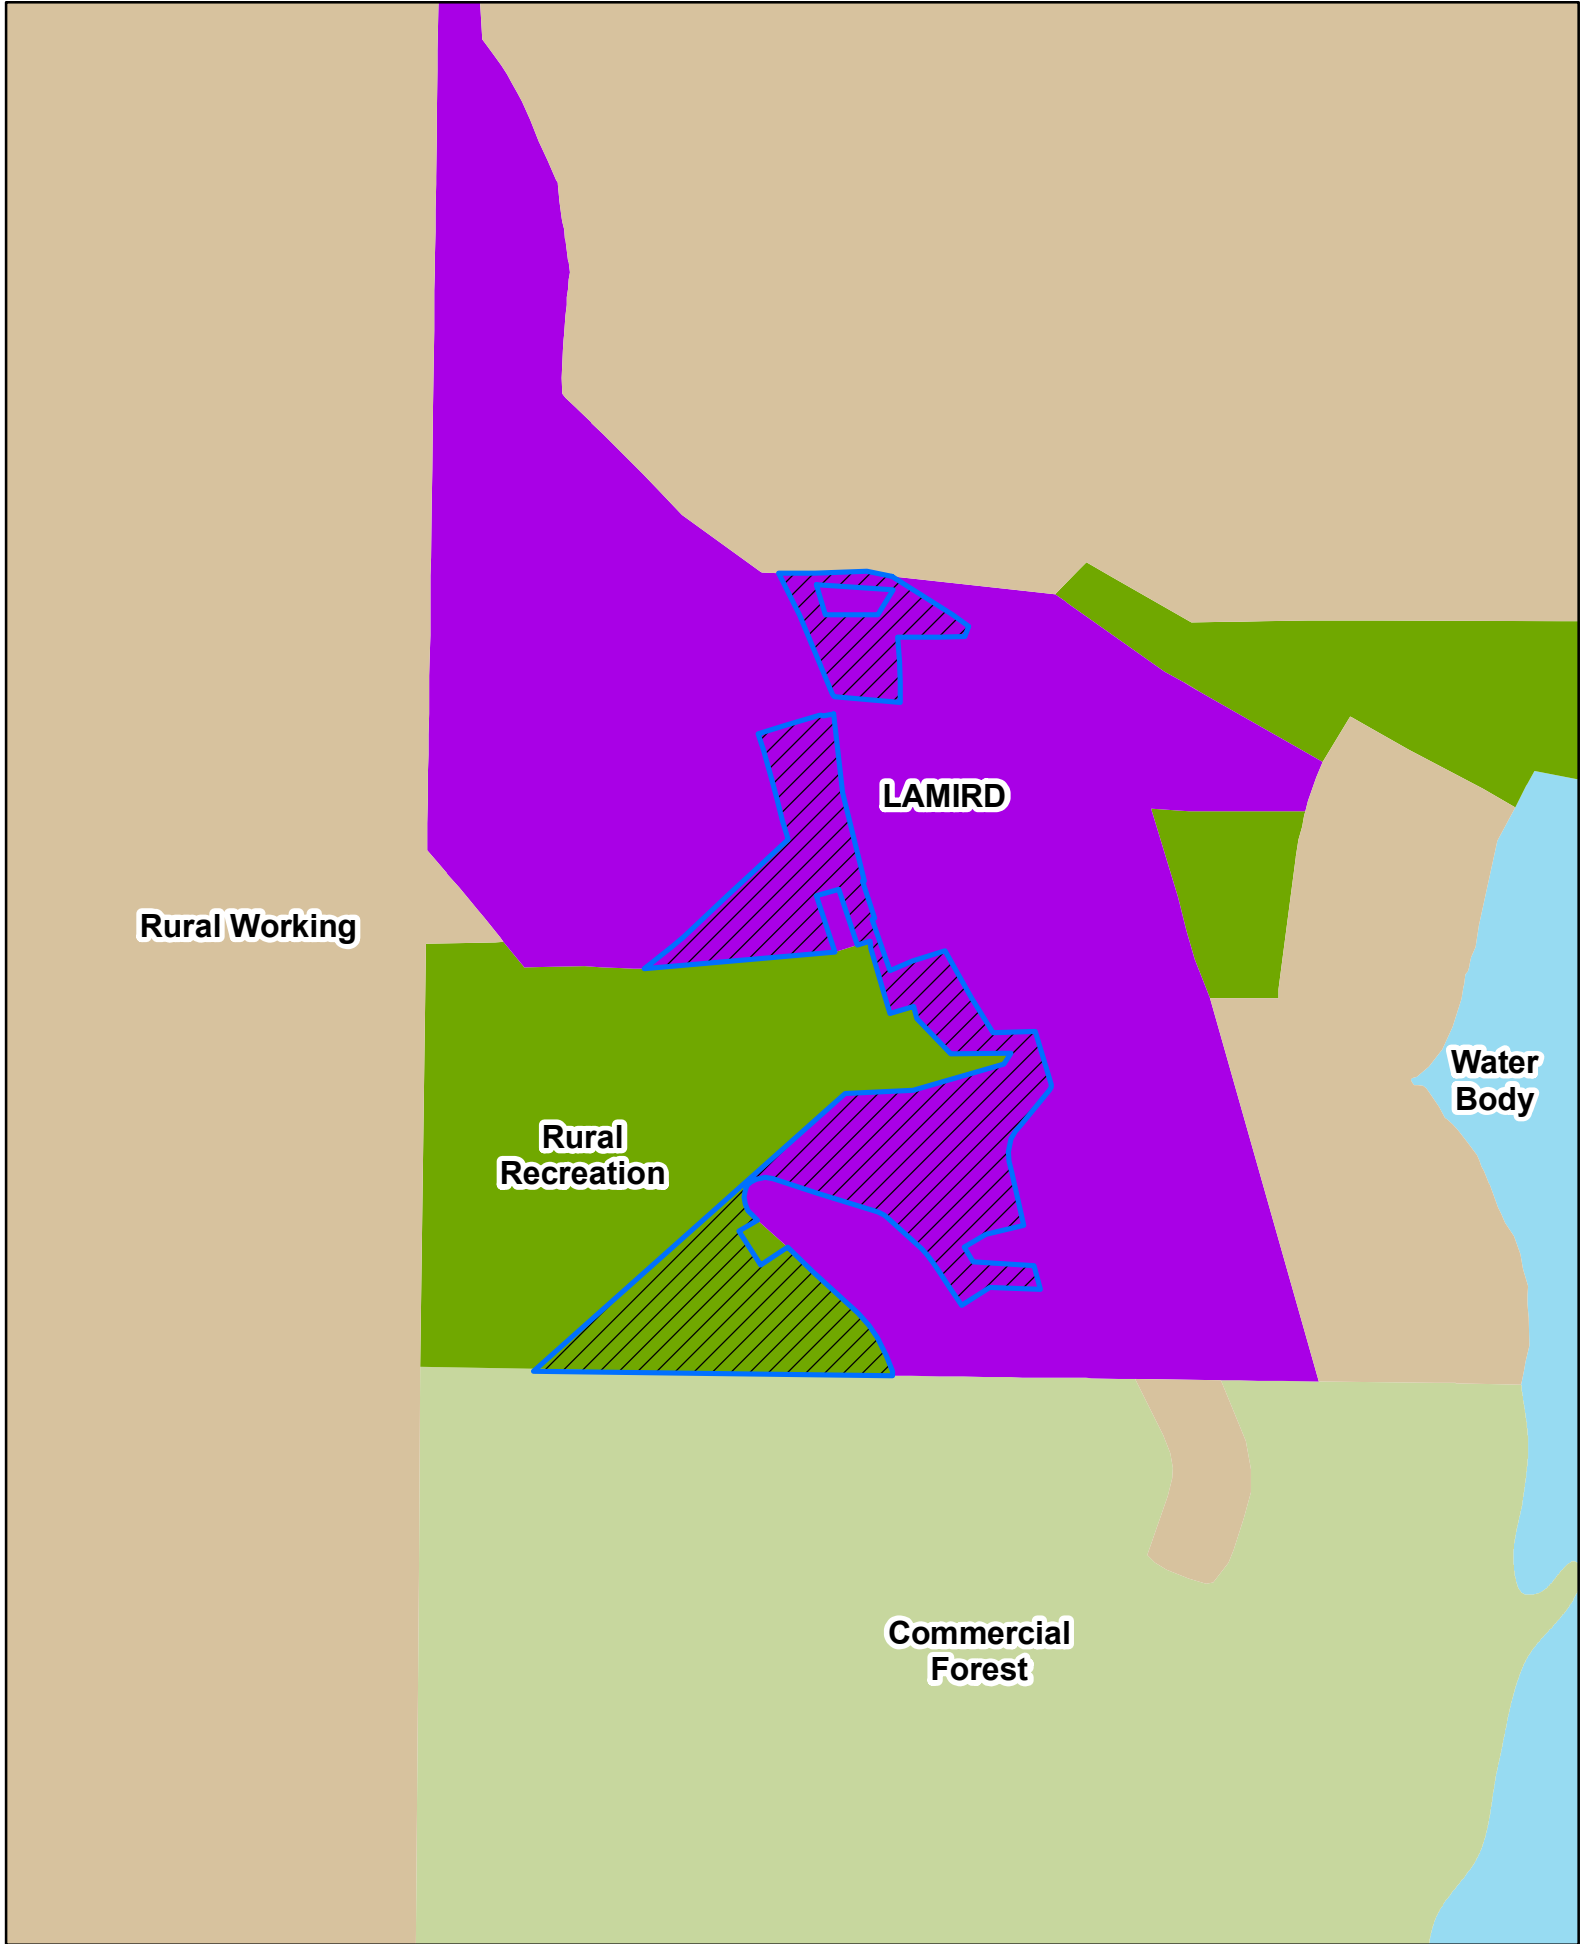 LAMIRD
Rural Working
Water
Body
Rural
Recreation
Commercial
Forest